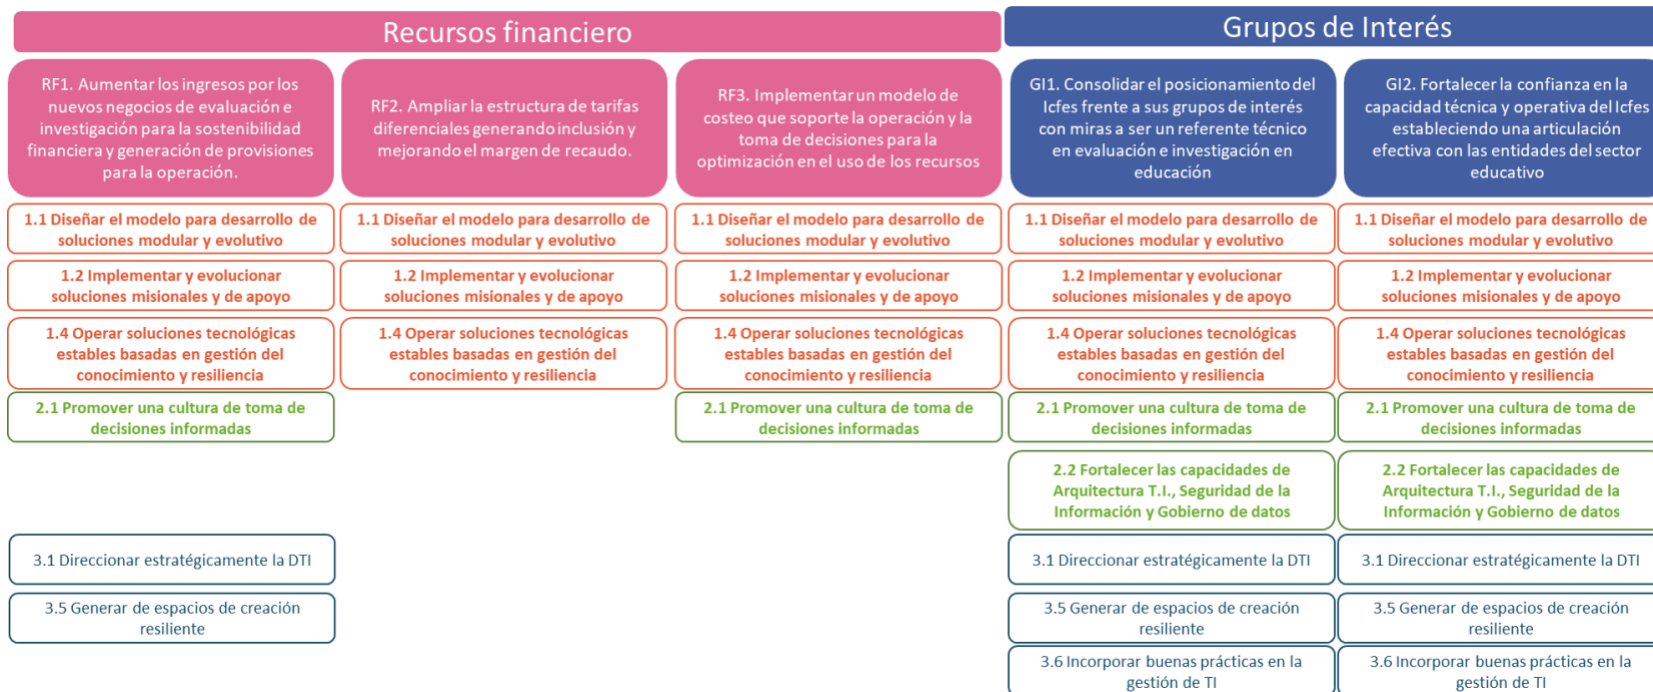 Recursos financiero
Grupos de Interés
RF1. Aumentar los ingresos por los
nuevos negocios de evaluación e
investigación para la sostenibilidad
financiera y generación de provisiones
para la operación.
RF2. Ampliar la estructura de tarifas
diferenciales generando inclusión y
mejorando el margen de recaudo.
RF3. Implementar un modelo de
costeo que soporte la operación y la
toma de decisiones para la
optimización en el uso de los recursos
GI1. Consolidar el posicionamiento del
Icfes frente a sus grupos de interés
con miras a ser un referente técnico
en evaluación e investigación en
educación
GI2. Fortalecer la confianza en la
capacidad técnica y operativa del Icfes
estableciendo una articulación
efectiva con las entidades del sector
educativo
1.1 Diseñar el modelo para desarrollo de
soluciones modular y evolutivo
1.1 Diseñar el modelo para desarrollo de
soluciones modular y evolutivo
1.1 Diseñar el modelo para desarrollo de
soluciones modular y evolutivo
1.1 Diseñar el modelo para desarrollo de
soluciones modular y evolutivo
1.1 Diseñar el modelo para desarrollo de
soluciones modular y evolutivo
1.2 Implementar y evolucionar
soluciones misionales y de apoyo
1.2 Implementar y evolucionar
soluciones misionales y de apoyo
1.2 Implementar y evolucionar
soluciones misionales y de apoyo
1.2 Implementar y evolucionar
soluciones misionales y de apoyo
1.2 Implementar y evolucionar
soluciones misionales y de apoyo
1.4 Operar soluciones tecnológicas
estables basadas en gestión del
conocimiento y resiliencia
1.4 Operar soluciones tecnológicas
estables basadas en gestión del
conocimiento y resiliencia
1.4 Operar soluciones tecnológicas
estables basadas en gestión del
conocimiento y resiliencia
1.4 Operar soluciones tecnológicas
estables basadas en gestión del
conocimiento y resiliencia
1.4 Operar soluciones tecnológicas
estables basadas en gestión del
conocimiento y resiliencia
2.1 Promover una cultura de toma de
decisiones informadas
2.1 Promover una cultura de toma de
decisiones informadas
2.1 Promover una cultura de toma de
decisiones informadas
2.1 Promover una cultura de toma de
decisiones informadas
2.2 Fortalecer las capacidades de
Arquitectura T.I., Seguridad de la
Información y Gobierno de datos
2.2 Fortalecer las capacidades de
Arquitectura T.I., Seguridad de la
Información y Gobierno de datos
3.1 Direccionar estratégicamente la DTI
3.1 Direccionar estratégicamente la DTI
3.1 Direccionar estratégicamente la DTI
3.5 Generar de espacios de creación
resiliente
3.5 Generar de espacios de creación
resiliente
3.5 Generar de espacios de creación
resiliente
3.6 Incorporar buenas prácticas en la
gestión de TI
3.6 Incorporar buenas prácticas en la
gestión de TI